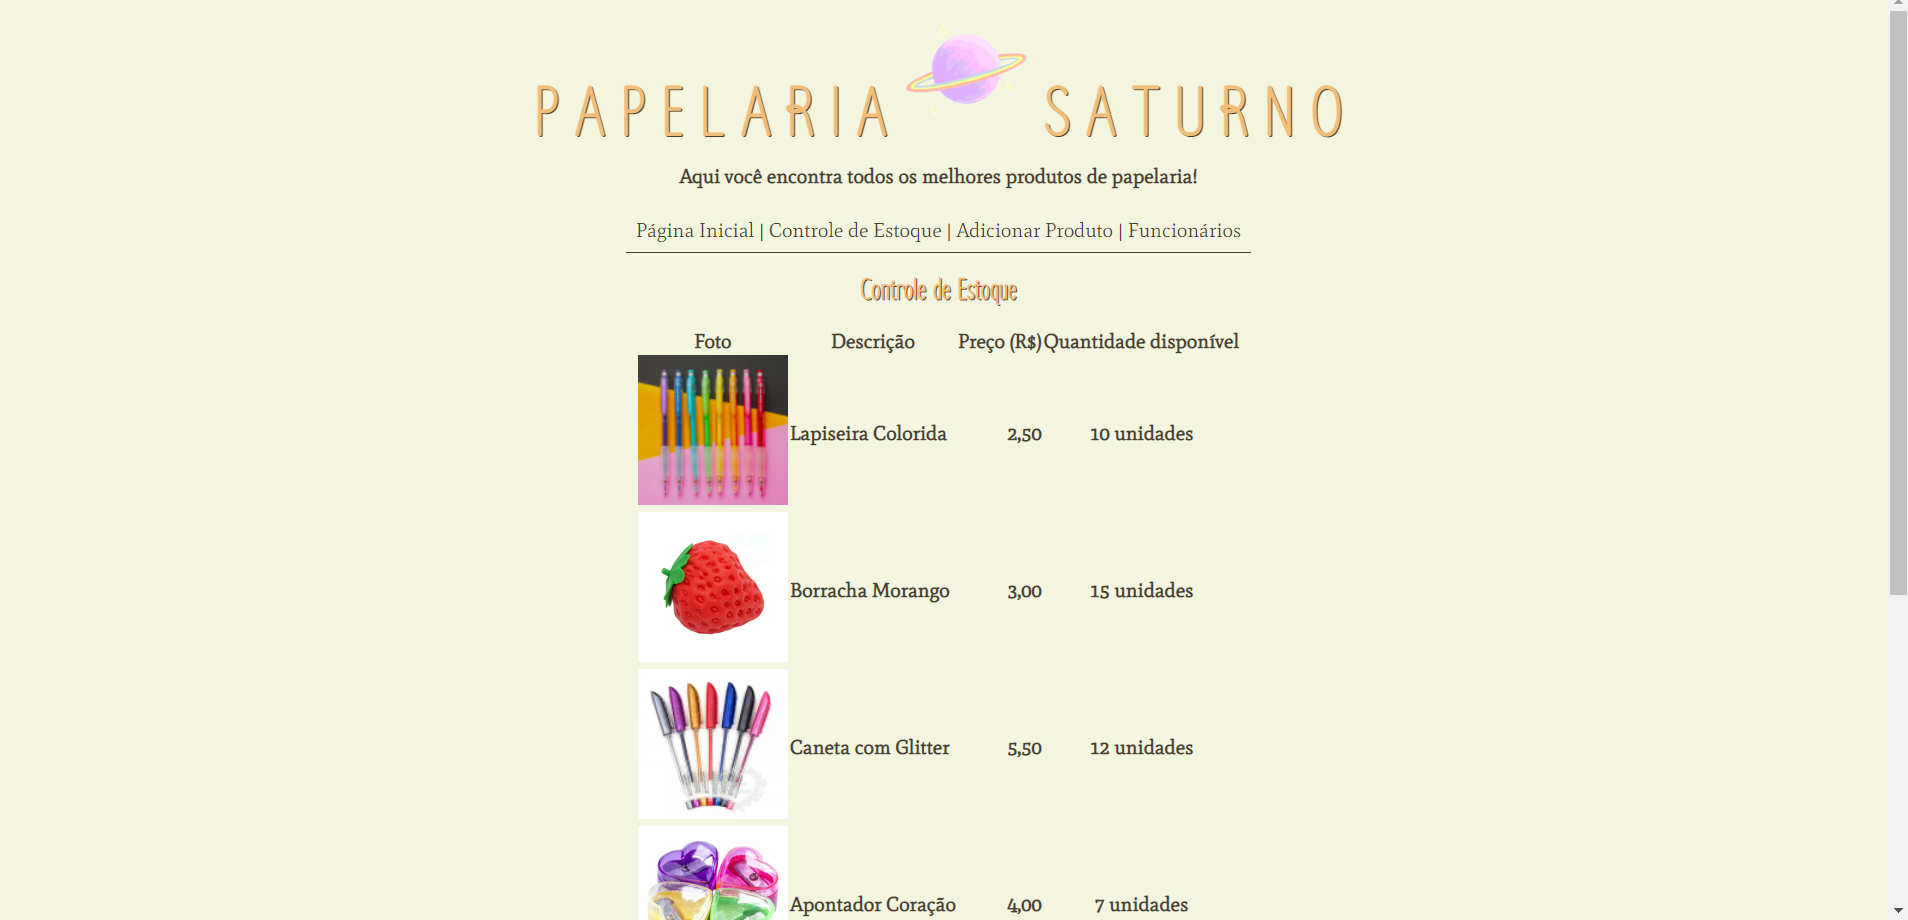 PAPELARIA SATURNO
Aqui você encontra todos os melhores produtos de papelaria!
Página Inicial | Controle de Estoque | Adicionar Produto | Funcionários
Controle de Estoque
Foto Descrição Preço (R$) Quantidade disponível
Lapiseira Colorida 2,50 10 unidades
Borracha Morango 3,00 15 unidades
Caneta com Glitter 5,50 12 unidades
Apontador Coração 4,00 7 unidades